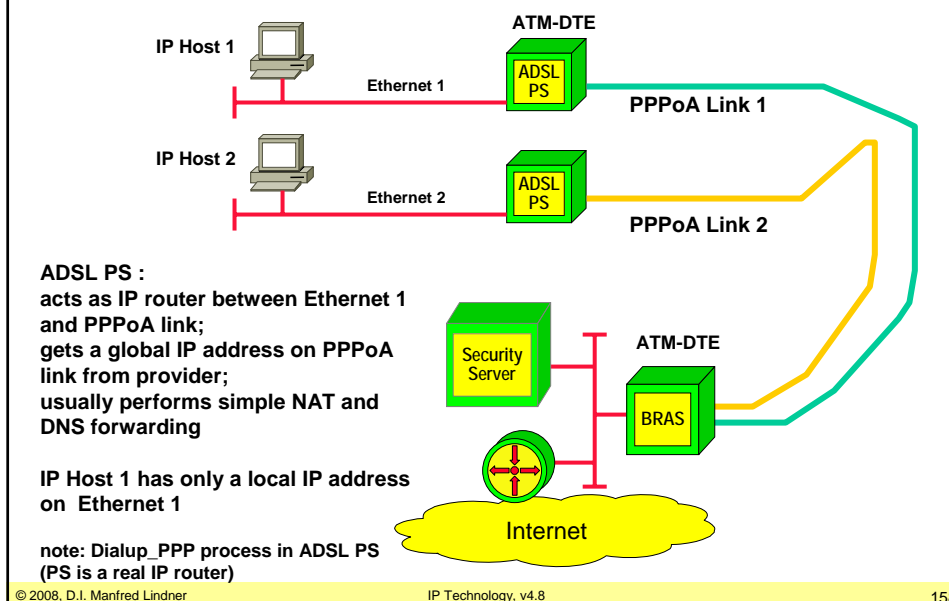 ATM-DTE
IP Host 1
Ethernet 1
ADSL
PS
PPPoA Link 1
IP Host 2
Ethernet 2
ADSL
PS
PPPoA Link 2
ADSL PS :
acts as IP router between Ethernet 1
and PPPoA link;
gets a global IP address on PPPoA
link from provider;
usually performs simple NAT and
DNS forwarding
IP Host 1 has only a local IP address
on Ethernet 1
note: Dialup_PPP process in ADSL PS
(PS is a real IP router)
Security
Server
ATM-DTE
BRAS
Internet
© 2008, D.I. Manfred Lindner
IP Technology, v4.8
15